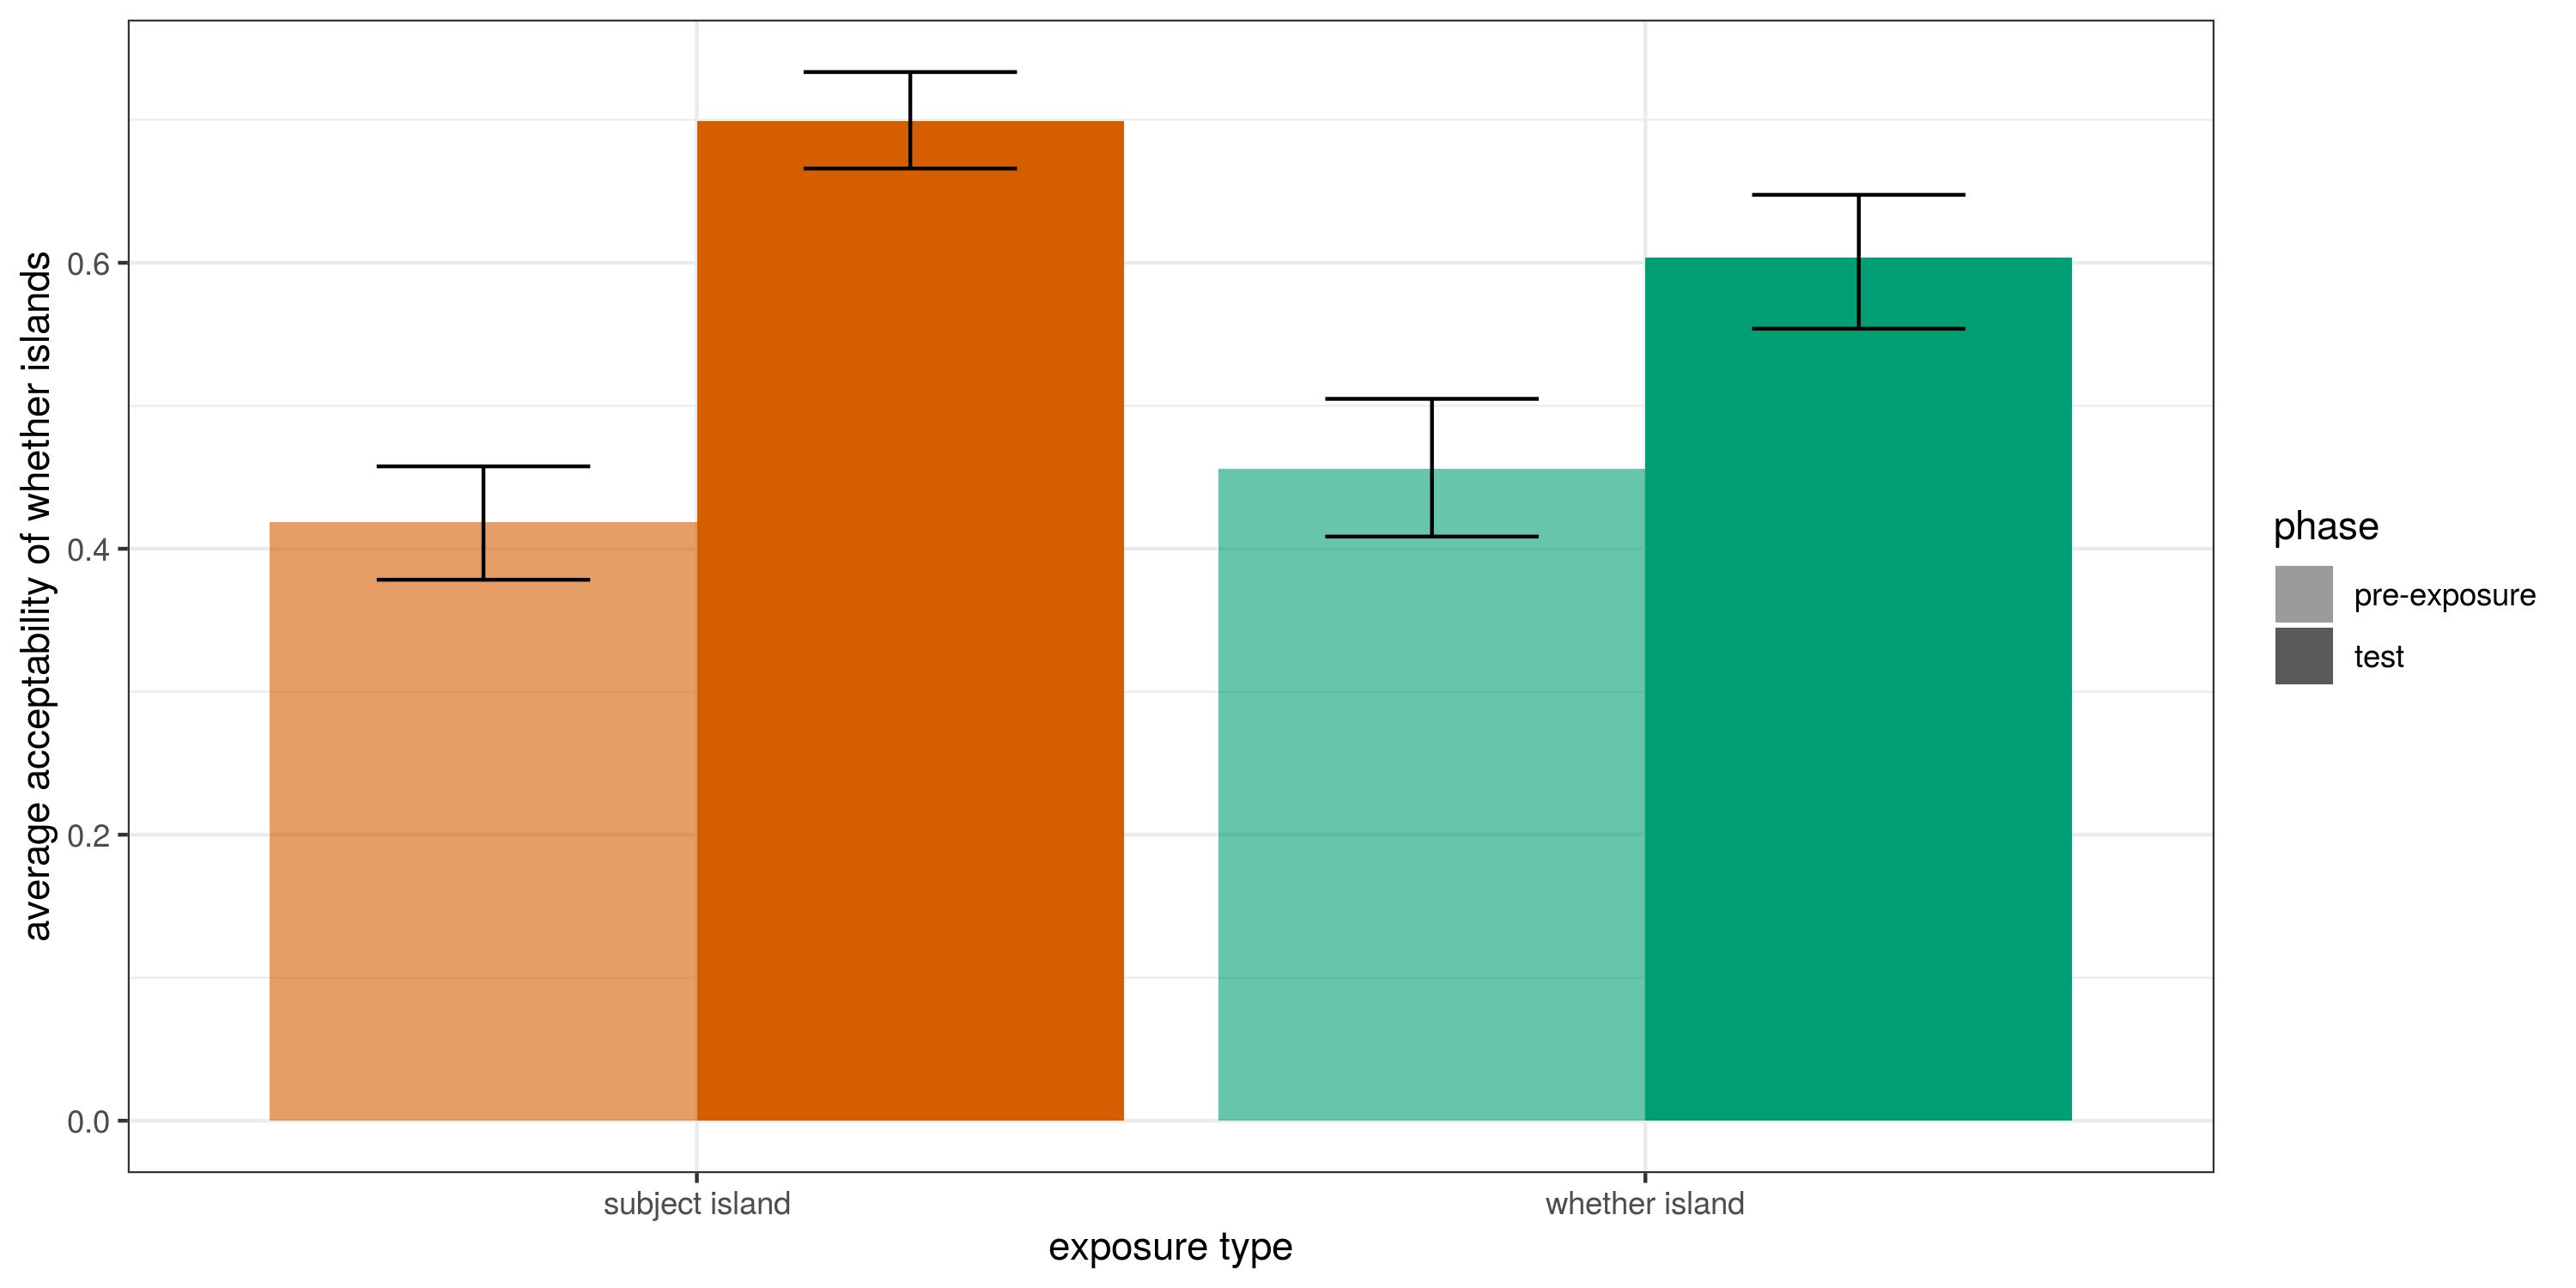 average acceptability of whether islands
0.6
0.4
0.2
0.0
subject island
whether island
exposure type
phase
pre-exposure
test